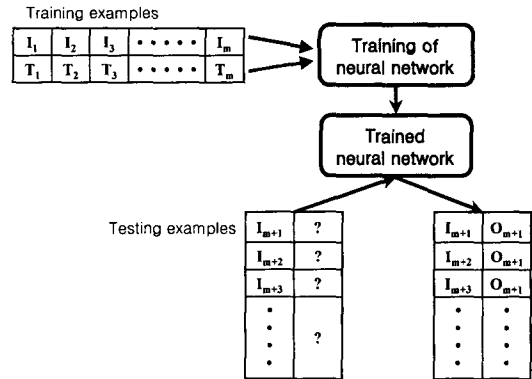 Training examples
I₁ I₂ I₃ • • • • • Iₘ
T₁ T₂ T₃ • • • • • Tₘ
Training of
neural network
Trained
neural network
Testing examples
Iₘ₊₁ ?
Iₘ₊₂ ?
Iₘ₊₃ ?
?
Iₘ₊₁ Oₘ₊₁
Iₘ₊₂ Oₘ₊₁
Iₘ₊₃ Oₘ₊₁